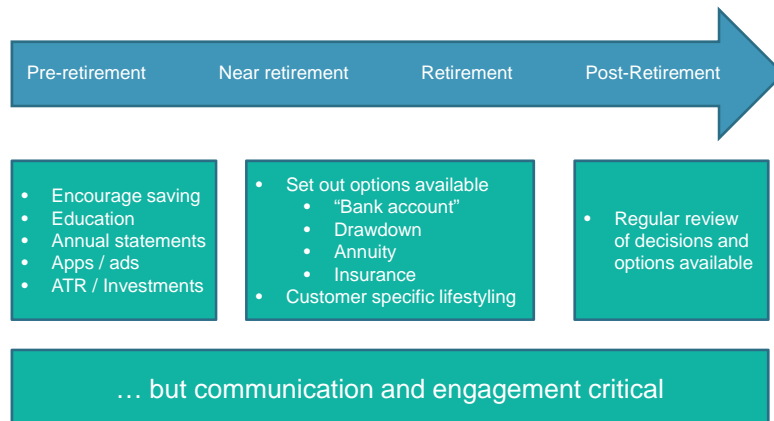 Pre-retirement Near retirement Retirement Post-Retirement
• Encourage saving
• Education
• Annual statements
• Apps / ads
• ATR / Investments
• Set out options available
• “Bank account”
• Drawdown
• Annuity
• Insurance
• Customer specific lifestyling
• Regular review
of decisions and
options available
… but communication and engagement critical